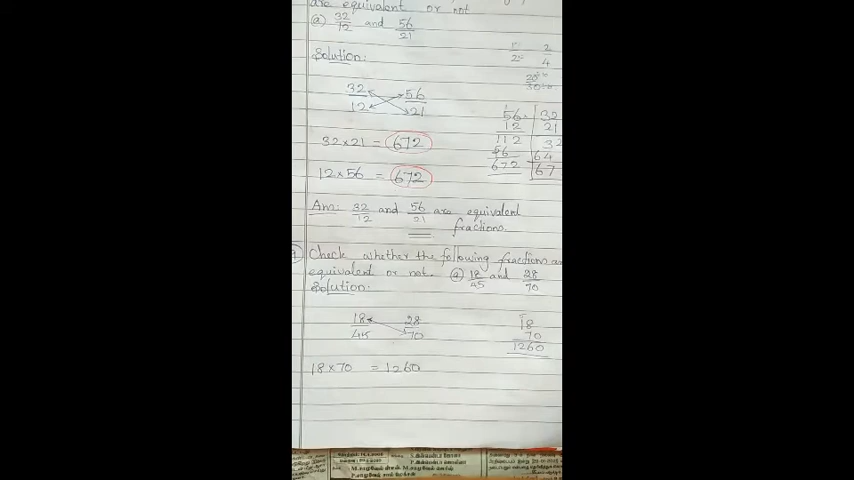 are equivalent or not
(a) 32/12 and 56/21
Solution:
32/12 56/21
32 × 21 = 672
12 × 56 = 672
56
12
112
56
672
32
21
32
64
67
Ans: 32/12 and 56/21 are equivalent
fractions.
Check whether the following fractions ar
equivalent or not. (a) 18/45 and 28/70
Solution:
18/45 28/70
18
70
1260
18 × 70 = 1260